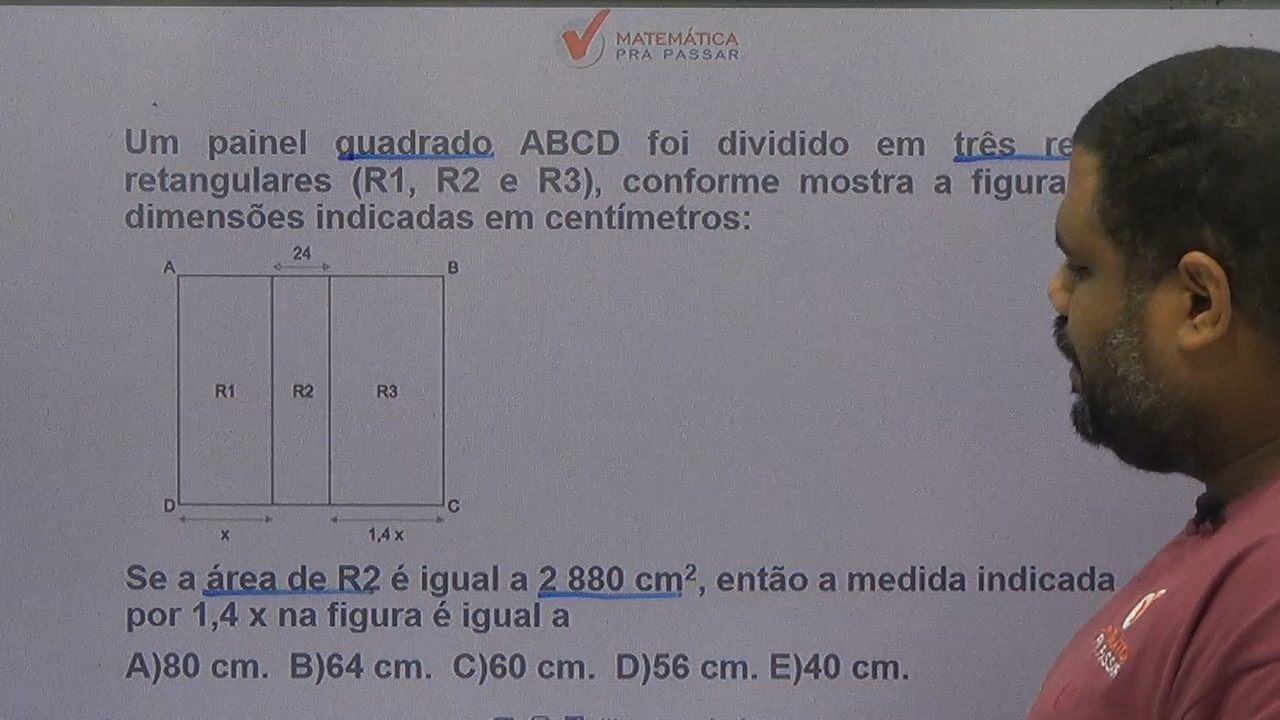 MATEMÁTICA
PRA PASSAR
Um painel quadrado ABCD foi dividido em três re
retangulares (R1, R2 e R3), conforme mostra a figura
dimensões indicadas em centímetros:
24
A B
R1 R2 R3
D C
x 1,4 x
Se a área de R2 é igual a 2 880 cm², então a medida indicada
por 1,4 x na figura é igual a
A)80 cm. B)64 cm. C)60 cm. D)56 cm. E)40 cm.
PASSAR